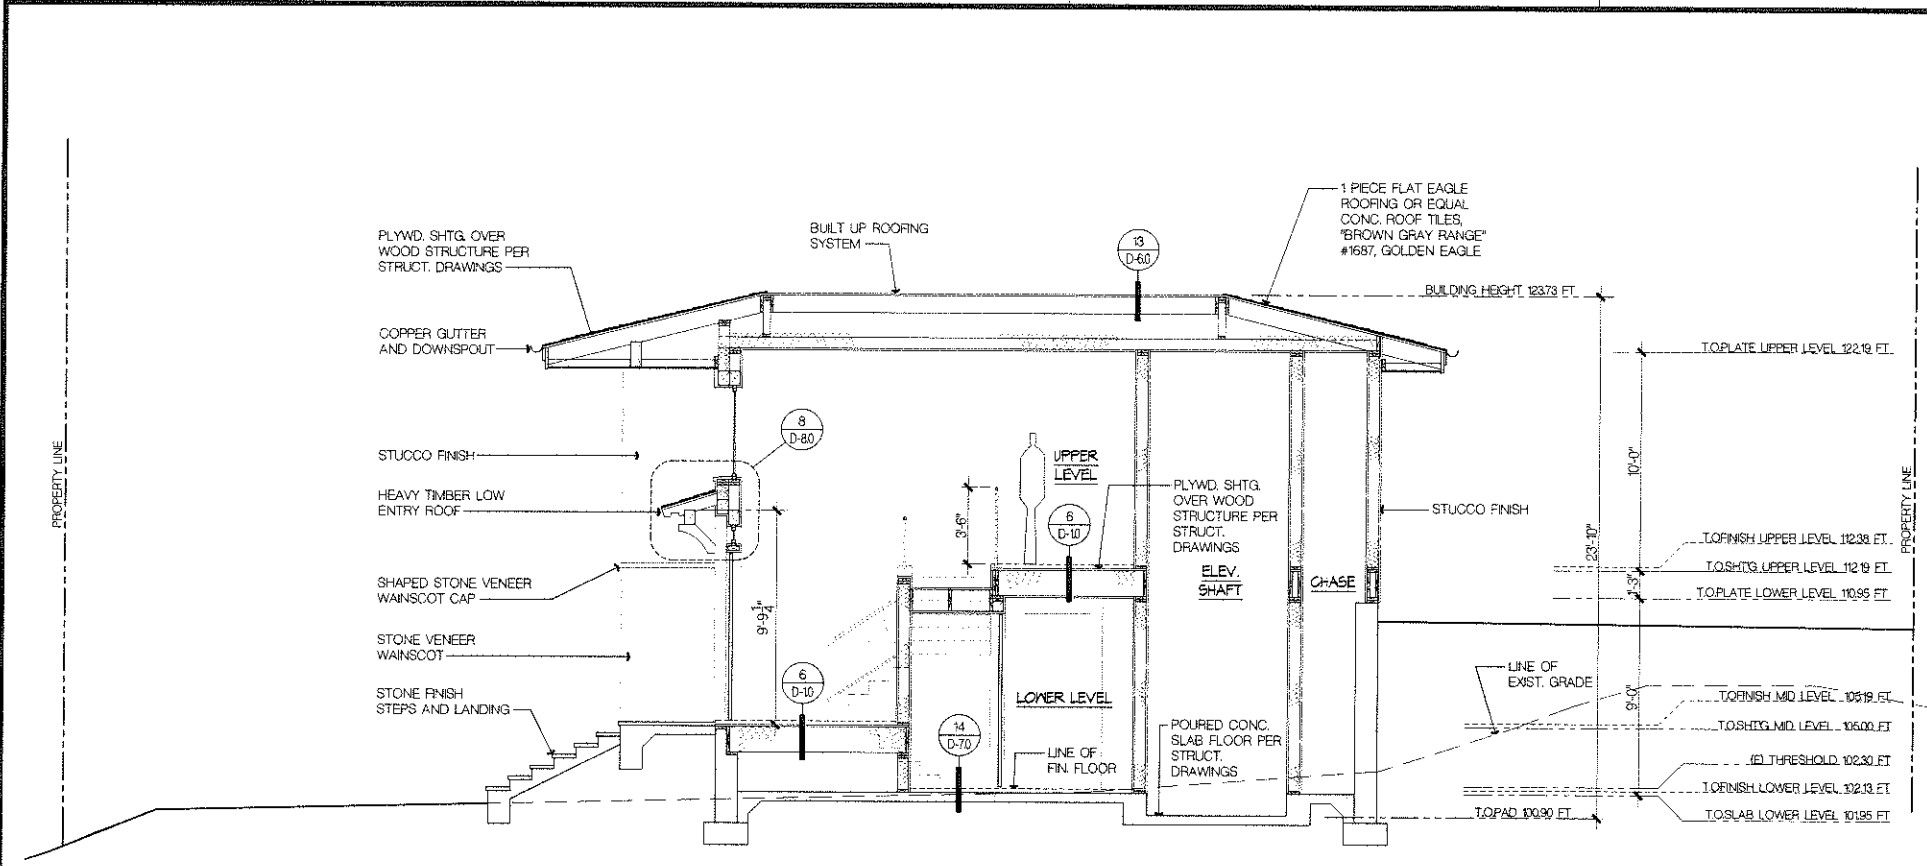 1 PIECE FLAT EAGLE
ROOFING OR EQUAL
CONC. ROOF TILES,
"BROWN GRAY RANGE"
#1687, GOLDEN EAGLE
BUILT UP ROOFING
SYSTEM
PLYWD. SHTG. OVER
WOOD STRUCTURE PER
STRUCT. DRAWINGS
13
D-6.0
BUILDING HEIGHT 123.73 FT
COPPER GUTTER
AND DOWNSPOUT
T.O.PLATE UPPER LEVEL 122.19 FT
8
D-8.0
PROPERTY LINE
STUCCO FINISH
UPPER
LEVEL
10'-0"
PROPERTY LINE
HEAVY TIMBER LOW
ENTRY ROOF
PLYWD. SHTG.
OVER WOOD
STRUCTURE PER
STRUCT.
DRAWINGS
STUCCO FINISH
3'-6"
6
D-1.0
23'-10"
T.O.FINISH UPPER LEVEL 112.38 FT
T.O.SHTG UPPER LEVEL 112.19 FT
SHAPED STONE VENEER
WAINSCOT CAP
ELEV.
SHAFT
CHASE
1'-3"
T.O.PLATE LOWER LEVEL 110.95 FT
9'-9 1/4"
STONE VENEER
WAINSCOT
6
D-1.0
LINE OF
EXIST. GRADE
STONE FINISH
STEPS AND LANDING
LOWER LEVEL
9'-0"
T.O.FINISH MID LEVEL 105.19 FT
14
D-7.0
POURED CONC.
SLAB FLOOR PER
STRUCT.
DRAWINGS
T.O.SHTG MID LEVEL 105.00 FT
LINE OF
FIN. FLOOR
(E) THRESHOLD 102.30 FT
T.O.FINISH LOWER LEVEL 102.13 FT
T.O.PAD 100.90 FT
T.O.SLAB LOWER LEVEL 101.95 FT